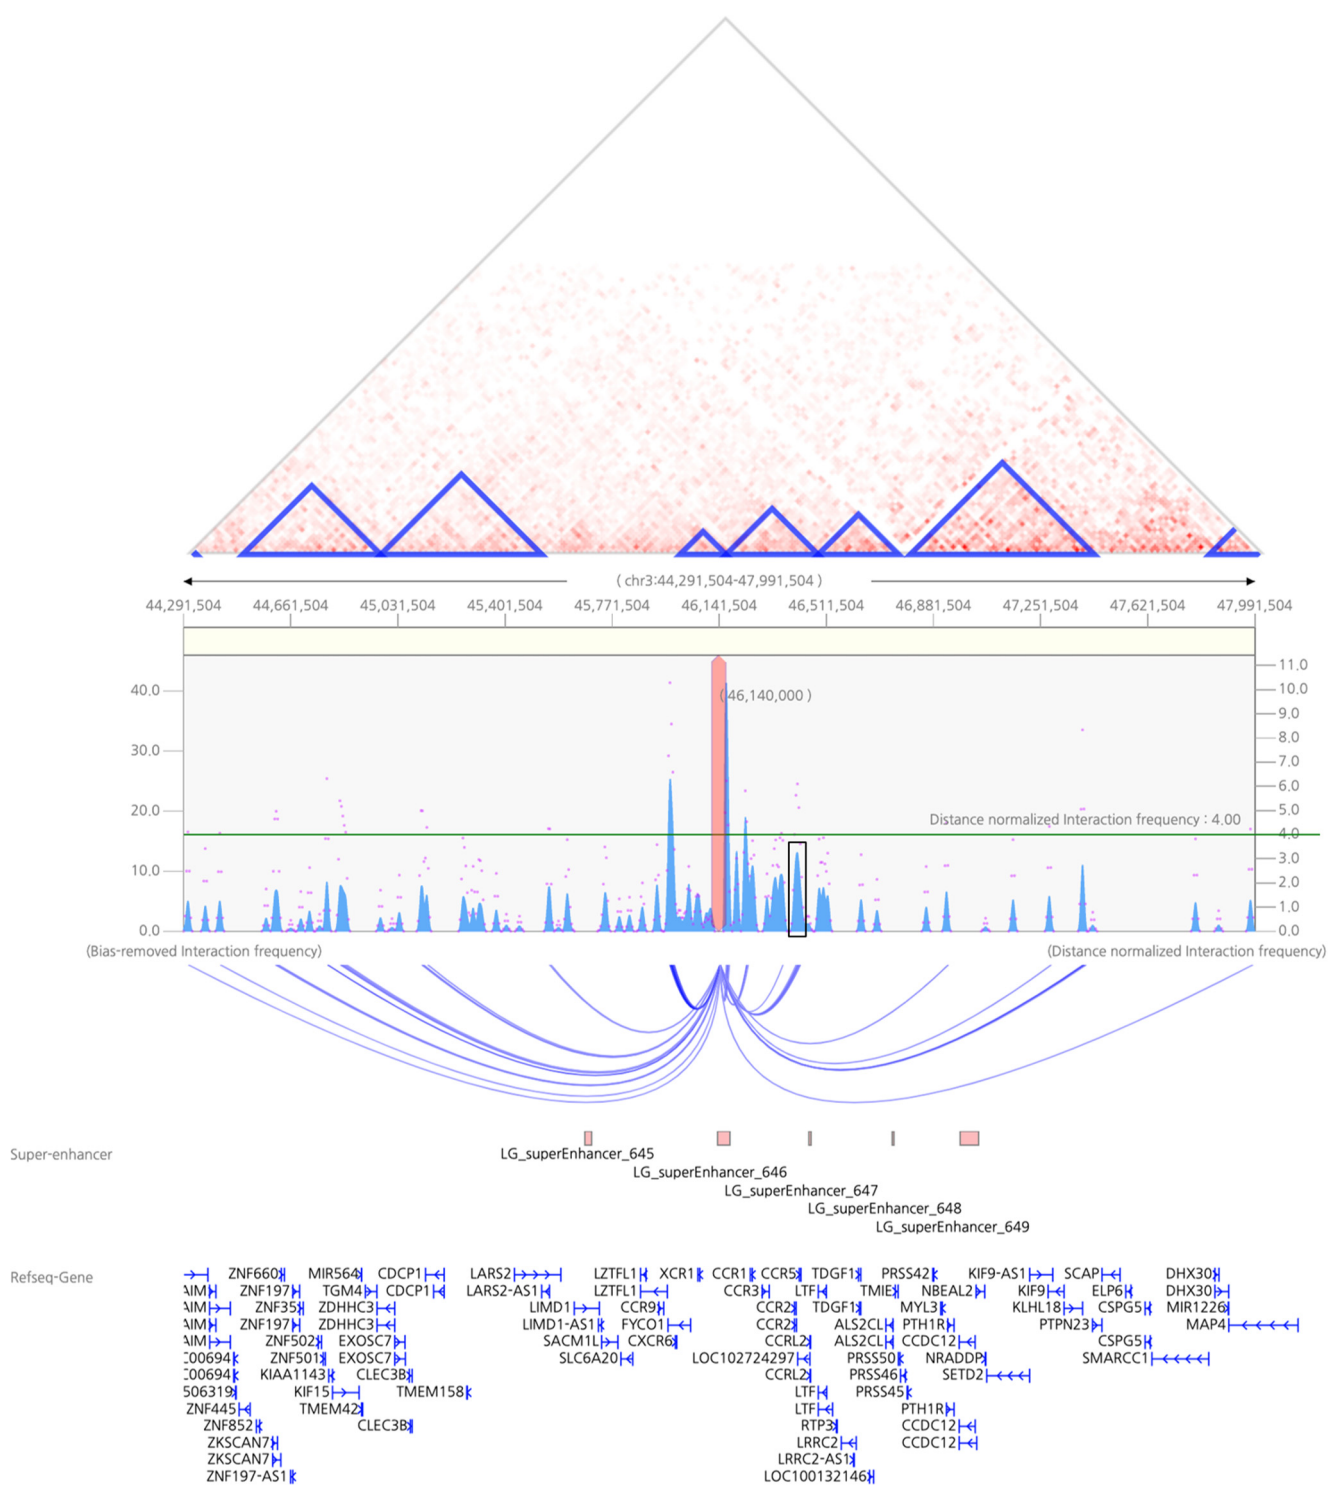 ( chr3:44,291,504-47,991,504 )
44,291,504 44,661,504 45,031,504 45,401,504 45,771,504 46,141,504 46,511,504 46,881,504 47,251,504 47,621,504 47,991,504
11.0
40.0 ( 46,140,000 ) 10.0
9.0
30.0 8.0
7.0
6.0
20.0 Distance normalized Interaction frequency : 4.00 5.0
4.0
10.0 3.0
2.0
1.0
0.0 0.0
(Bias-removed Interaction frequency) (Distance normalized Interaction frequency)
Super-enhancer
LG_superEnhancer_645
LG_superEnhancer_646
LG_superEnhancer_647
LG_superEnhancer_648
LG_superEnhancer_649
Refseq-Gene
ZNF660 MIR564 CDCP1 LARS2 LZTFL1 XCR1 CCR1 CCR5 TDGF1 PRSS42 KIF9-AS1 SCAP DHX30
AIM ZNF197 TGM4 CDCP1 LARS2-AS1 LZTFL1 CCR3 LTF TMIE NBEAL2 KIF9 ELP6 DHX30
AIM ZNF35 ZDHHC3 LIMD1 CCR9 CCR2 TDGF1 MYL3 KLHL18 CSPG5 MIR1226
AIM ZNF197 ZDHHC3 LIMD1-AS1 FYCO1 CCR2 ALS2CL PTH1R PTPN23 MAP4
AIM ZNF502 EXOSC7 SACM1L CXCR6 CCRL2 ALS2CL CCDC12 CSPG5
C00694 ZNF501 EXOSC7 SLC6A20 LOC102724297 PRSS50 NRADDP SMARCC1
C00694 KIAA1143 CLEC3B CCRL2 PRSS46 SETD2
506319 KIF15 TMEM158 LTF PRSS45
ZNF445 TMEM42 LTF PTH1R
ZNF852 CLEC3B RTP3 CCDC12
ZKSCAN7 LRRC2 CCDC12
ZKSCAN7 LRRC2-AS1
ZNF197-AS1 LOC100132146